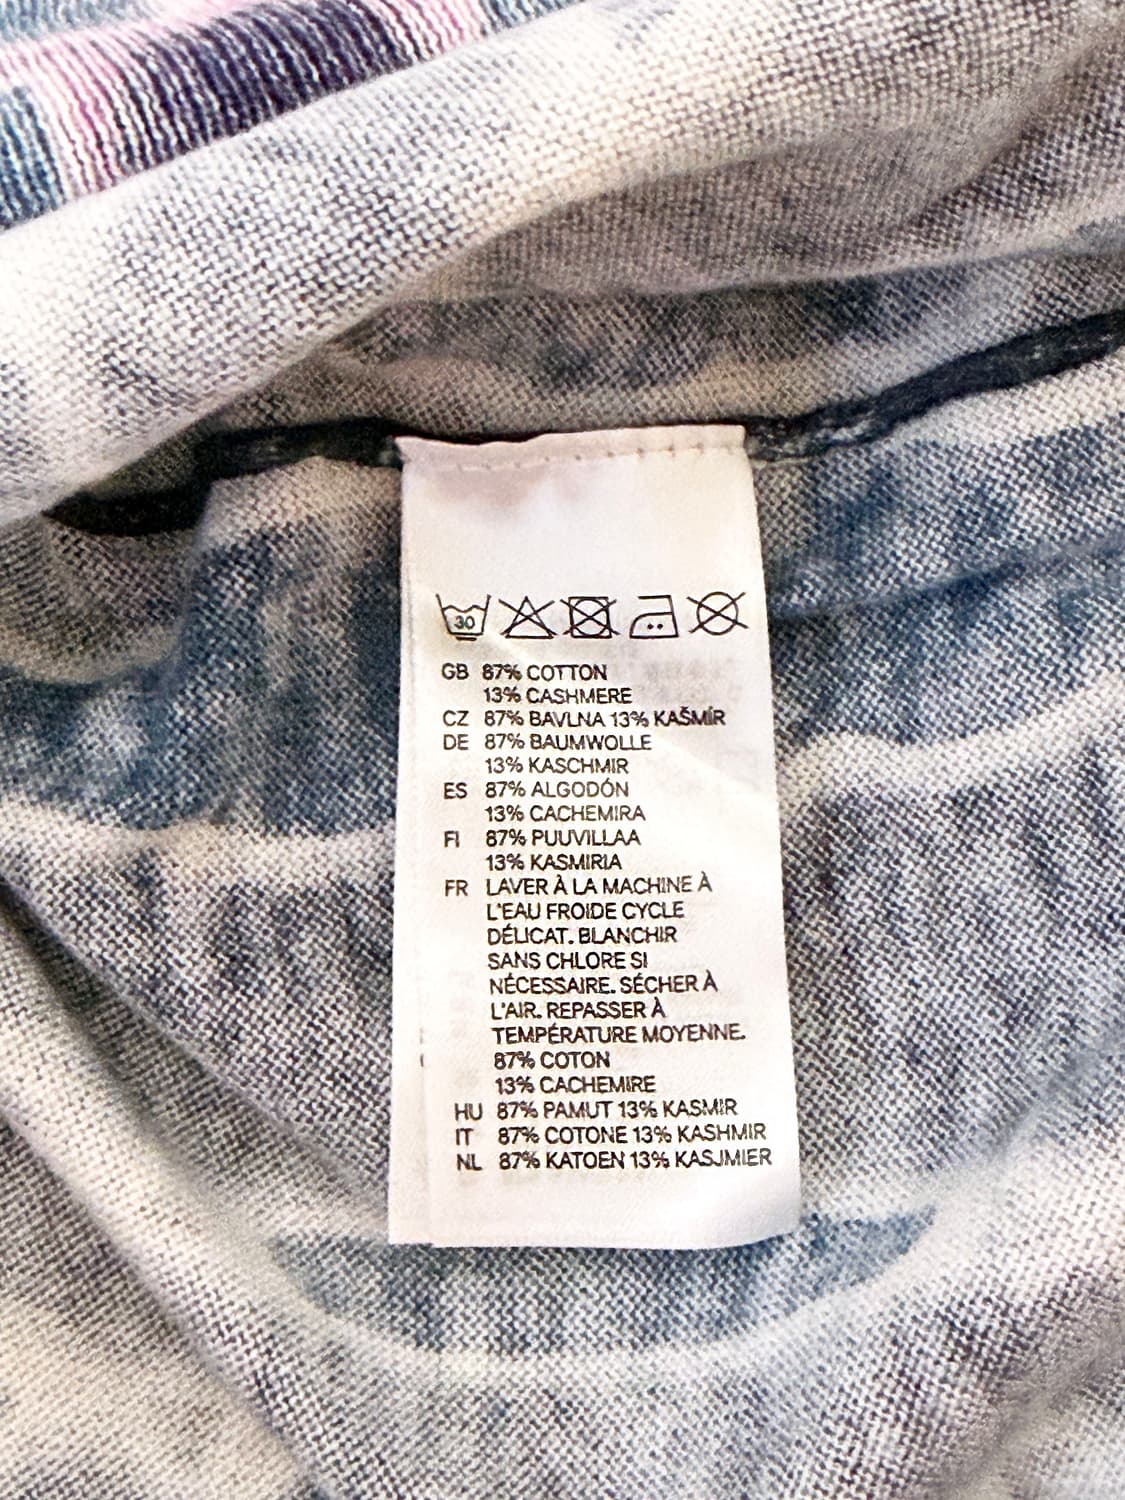 30
GB 87% COTTON
13% CASHMERE
CZ 87% BAVLNA 13% KAŠMÍR
DE 87% BAUMWOLLE
13% KASCHMIR
ES 87% ALGODÓN
13% CACHEMIRA
FI 87% PUUVILLAA
13% KASMIRIA
FR LAVER À LA MACHINE À
L'EAU FROIDE CYCLE
DÉLICAT. BLANCHIR
SANS CHLORE SI
NÉCESSAIRE. SÉCHER À
L'AIR. REPASSER À
TEMPÉRATURE MOYENNE.
87% COTON
13% CACHEMIRE
HU 87% PAMUT 13% KASMIR
IT 87% COTONE 13% KASHMIR
NL 87% KATOEN 13% KASJMIER